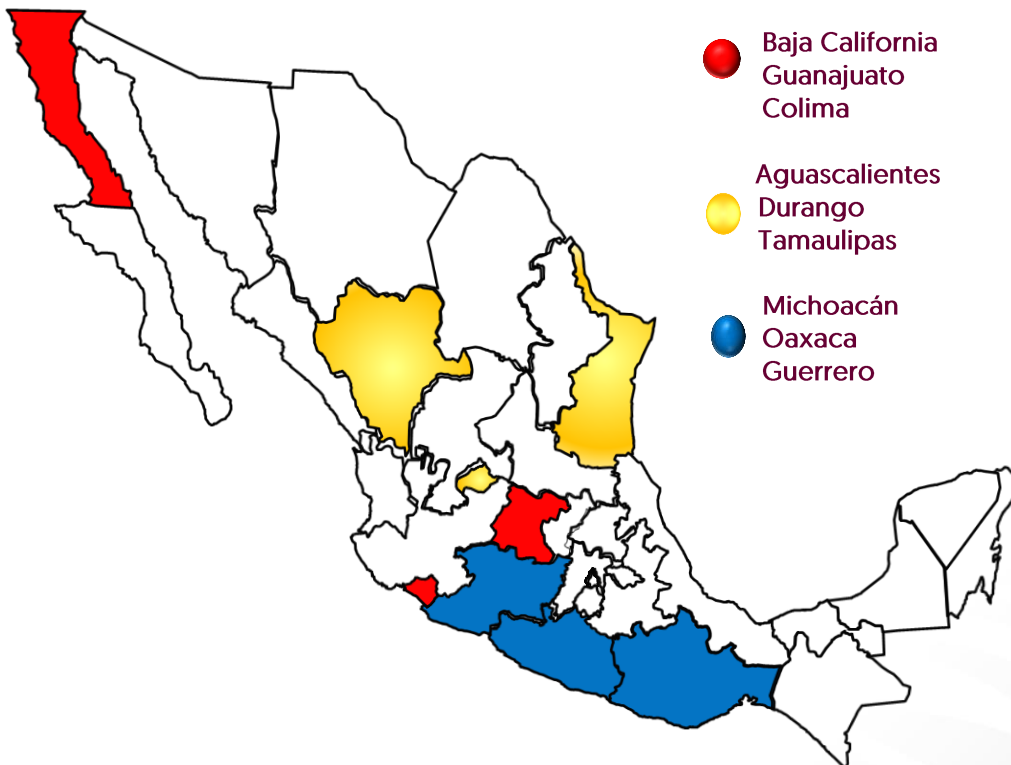 Baja California
Guanajuato
Colima
Aguascalientes
Durango
Tamaulipas
Michoacán
Oaxaca
Guerrero